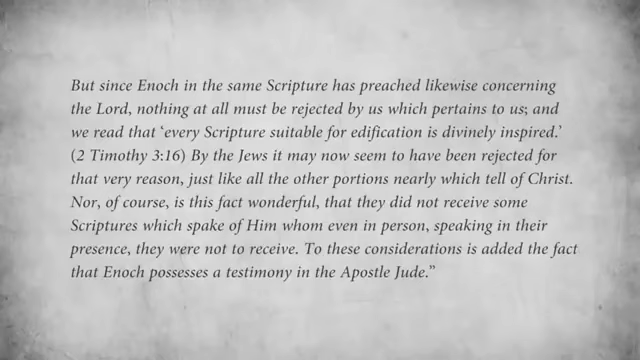 But since Enoch in the same Scripture has preached likewise concerning
the Lord, nothing at all must be rejected by us which pertains to us; and
we read that ‘every Scripture suitable for edification is divinely inspired.’
(2 Timothy 3:16) By the Jews it may now seem to have been rejected for
that very reason, just like all the other portions nearly which tell of Christ.
Nor, of course, is this fact wonderful, that they did not receive some
Scriptures which spake of Him whom even in person, speaking in their
presence, they were not to receive. To these considerations is added the fact
that Enoch possesses a testimony in the Apostle Jude.”